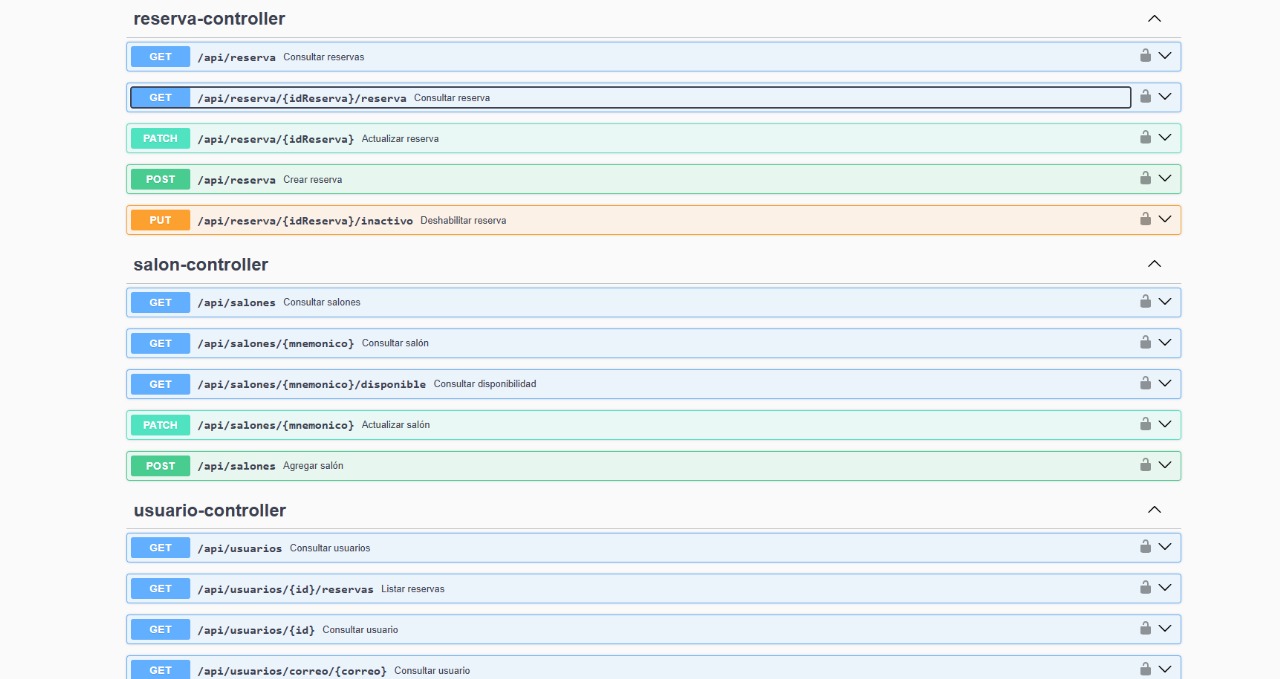 reserva-controller
GET /api/reserva Consultar reservas
GET /api/reserva/{idReserva}/reserva Consultar reserva
PATCH /api/reserva/{idReserva} Actualizar reserva
POST /api/reserva Crear reserva
PUT /api/reserva/{idReserva}/inactivo Deshabilitar reserva
salon-controller
GET /api/salones Consultar salones
GET /api/salones/{mnemonico} Consultar salón
GET /api/salones/{mnemonico}/disponible Consultar disponibilidad
PATCH /api/salones/{mnemonico} Actualizar salón
POST /api/salones Agregar salón
usuario-controller
GET /api/usuarios Consultar usuarios
GET /api/usuarios/{id}/reservas Listar reservas
GET /api/usuarios/{id} Consultar usuario
GET /api/usuarios/correo/{correo} Consultar usuario